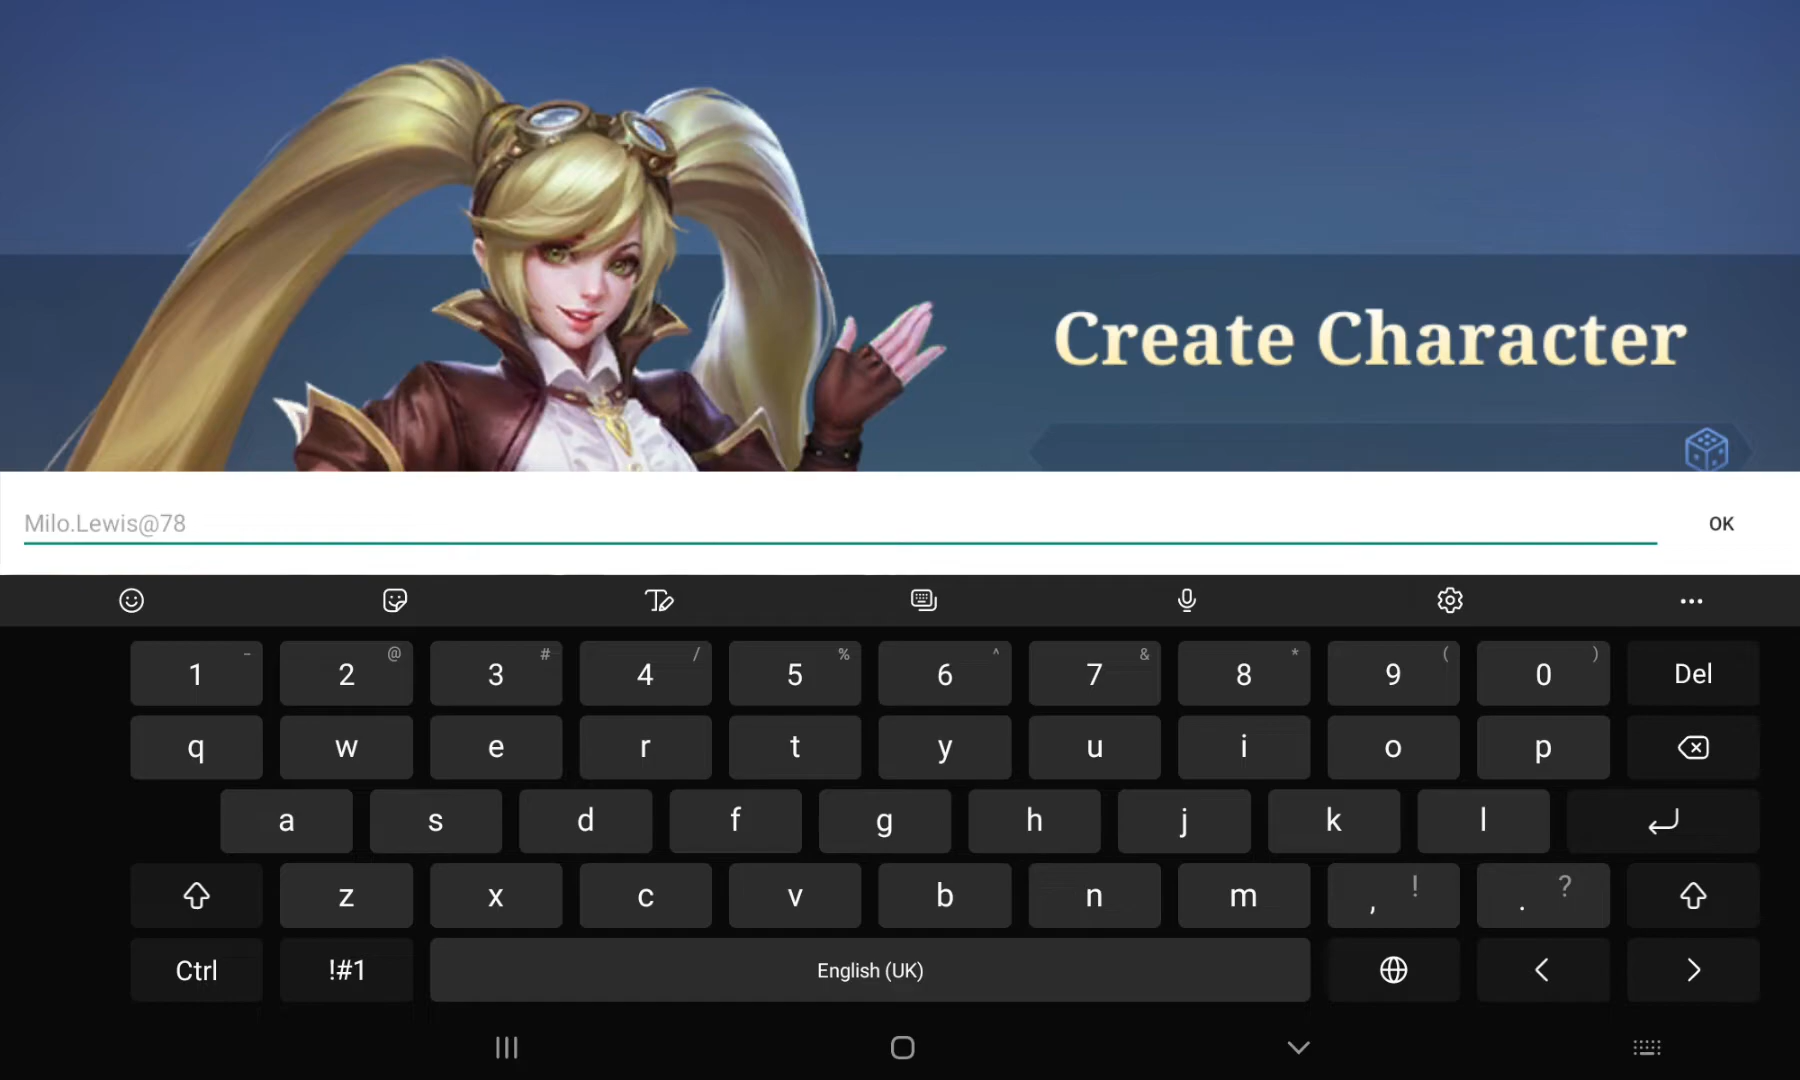 Create Character
Milo.Lewis@78
OK
1 - 2 @ 3 # 4 / 5 % 6 ^ 7 & 8 * 9 ( 0 ) Del
q w e r t y u i o p
a s d f g h j k l
z x c v b n m , ! . ?
Ctrl !#1 English (UK) < >